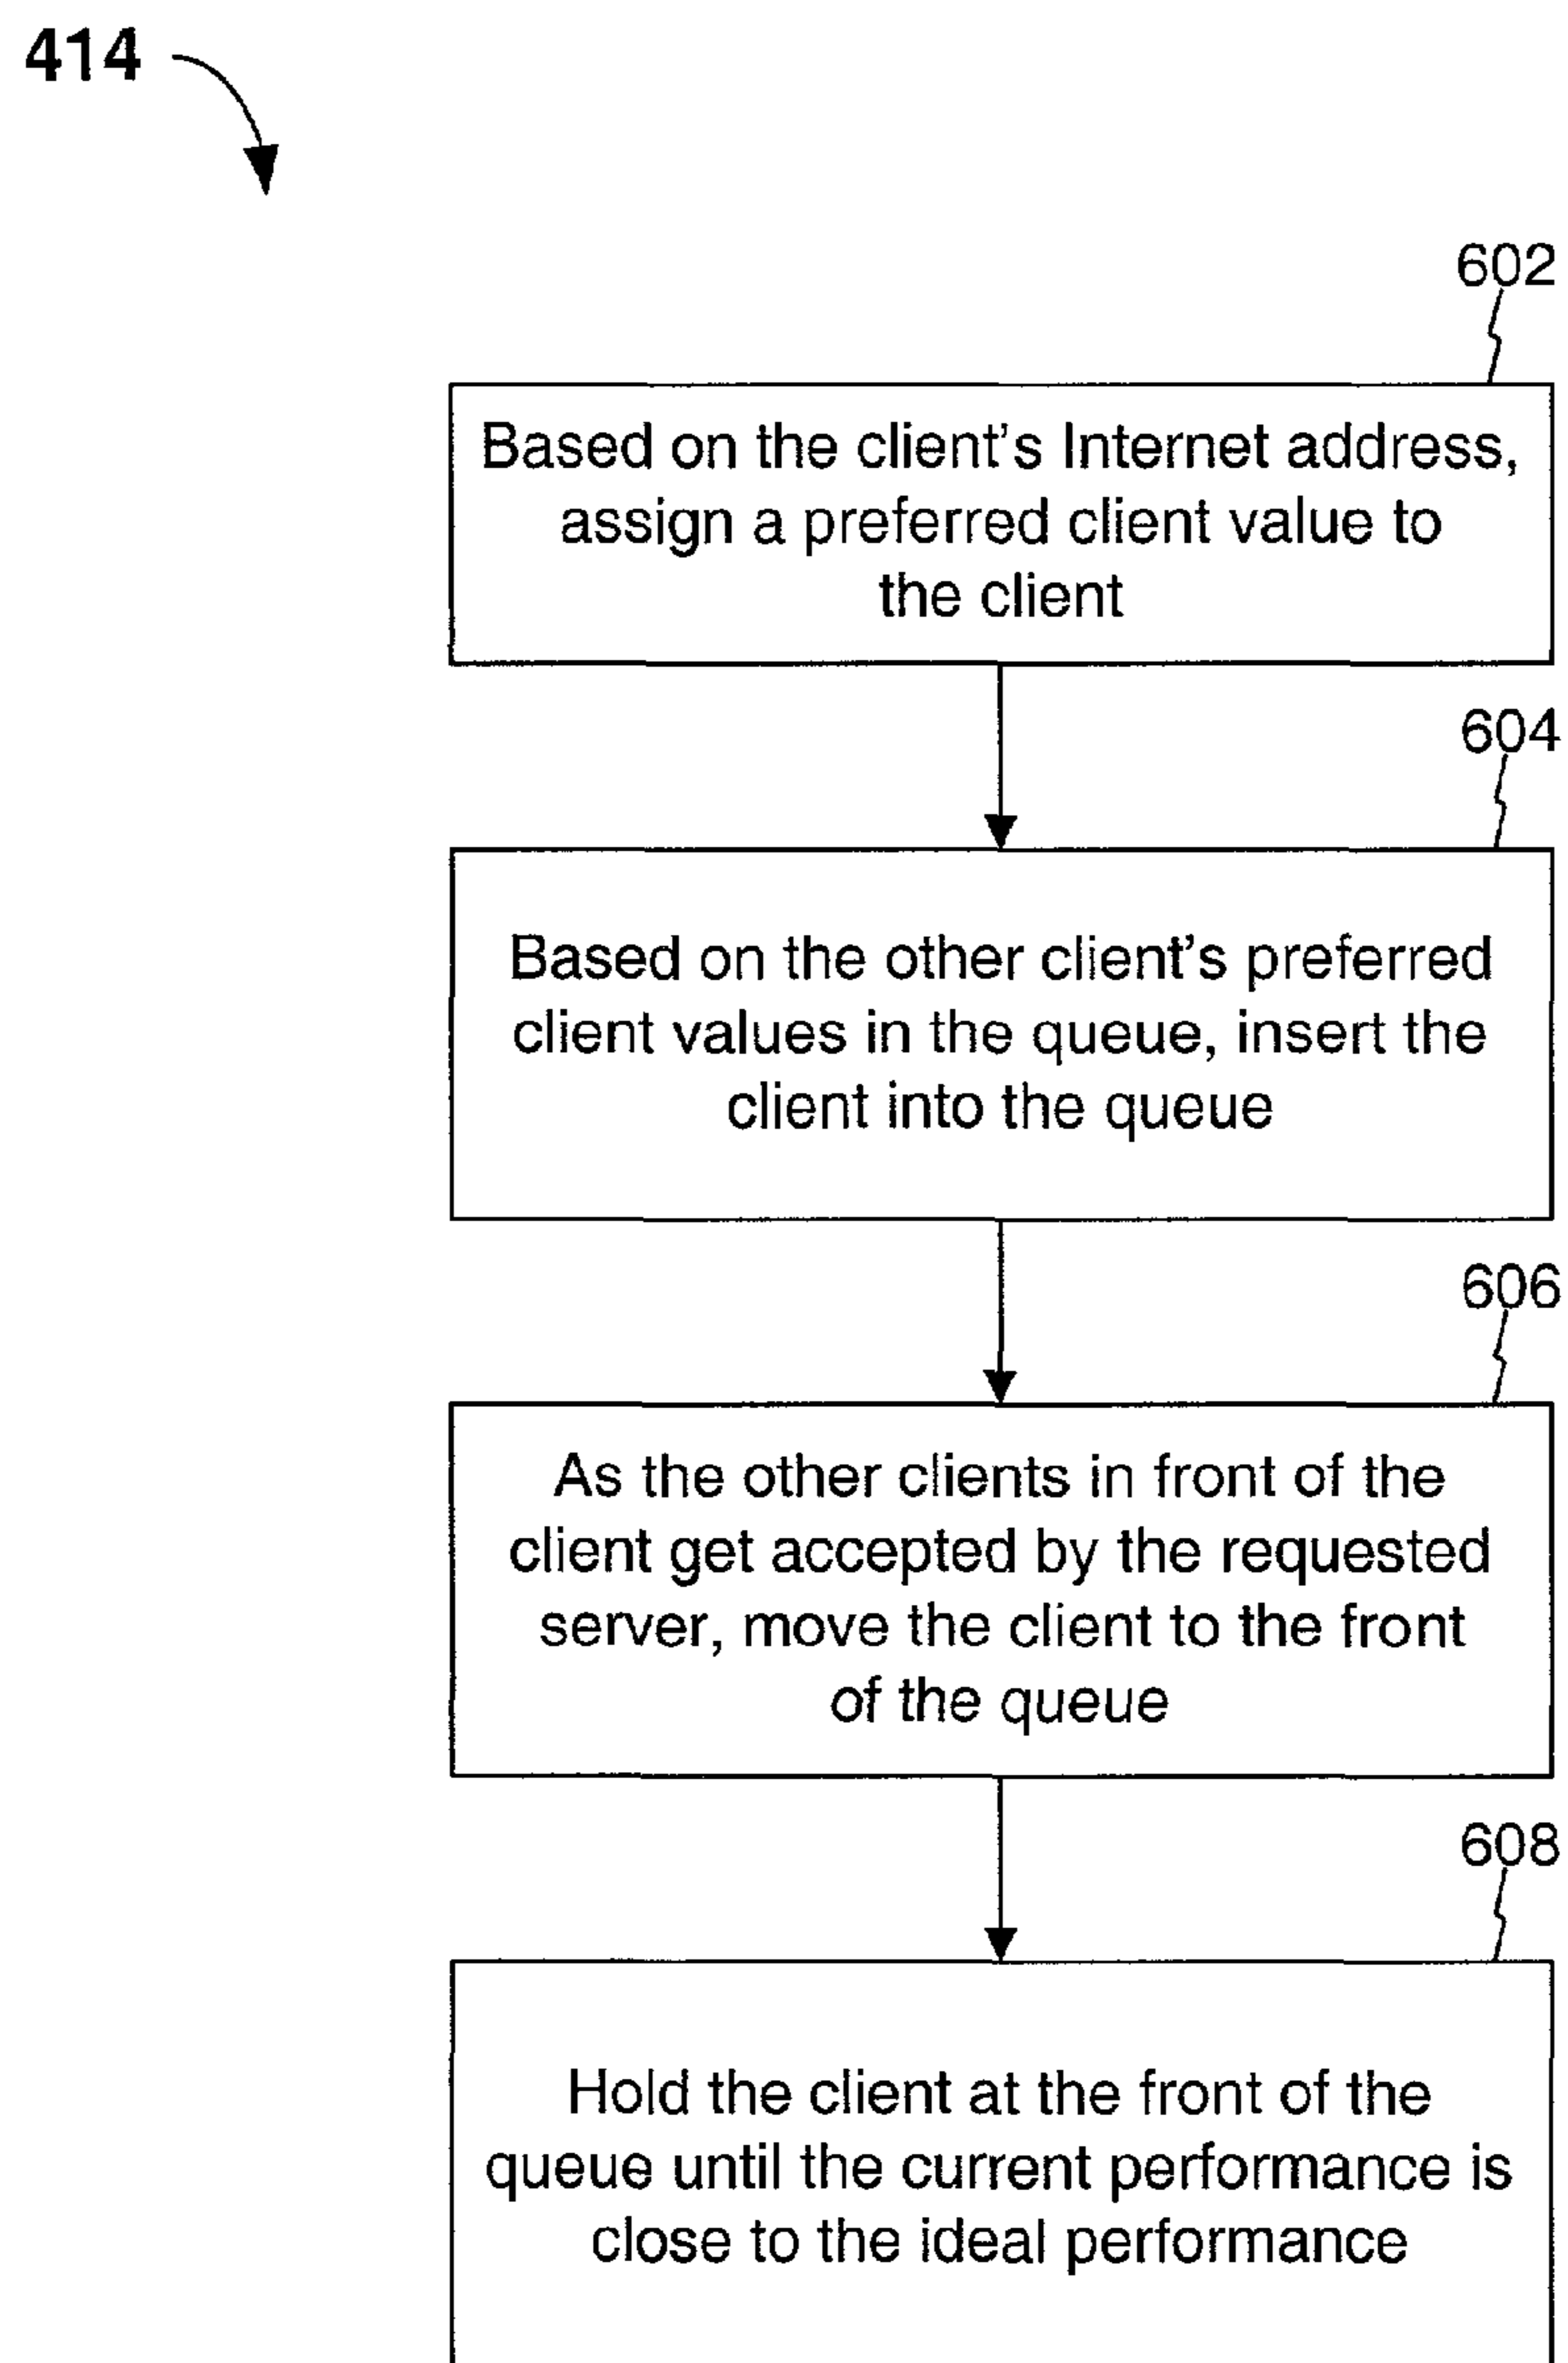 414
602
Based on the client's Internet address,
assign a preferred client value to
the client
604
Based on the other client's preferred
client values in the queue, insert the
client into the queue
606
As the other clients in front of the
client get accepted by the requested
server, move the client to the front
of the queue
608
Hold the client at the front of the
queue until the current performance is
close to the ideal performance